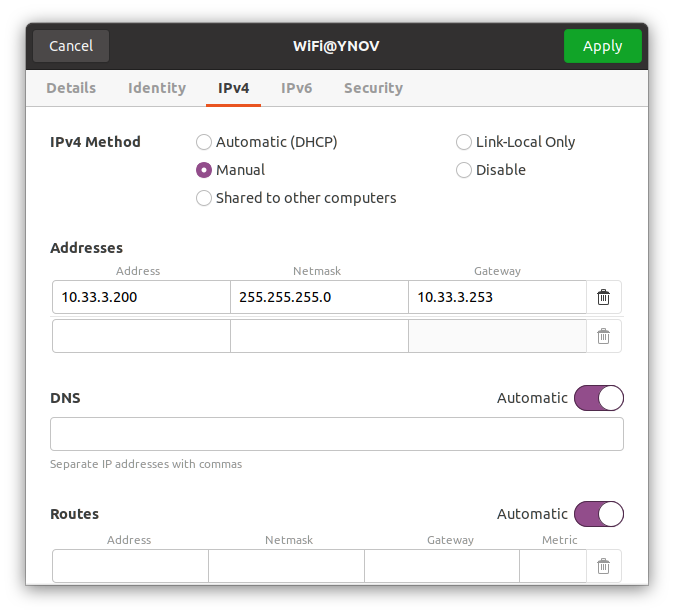 Cancel WiFi@YNOV Apply
Details Identity IPv4 IPv6 Security
IPv4 Method Automatic (DHCP) Link-Local Only
Manual Disable
Shared to other computers
Addresses
Address Netmask Gateway
10.33.3.200 255.255.255.0 10.33.3.253
DNS Automatic
Separate IP addresses with commas
Routes Automatic
Address Netmask Gateway Metric